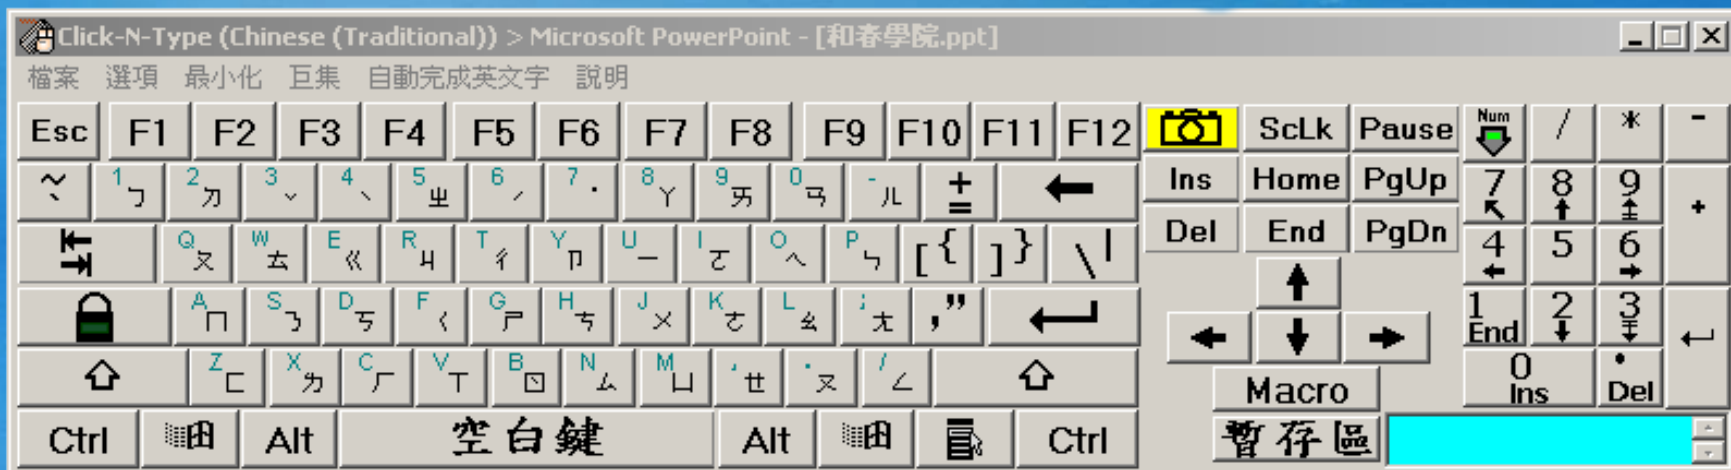 Click-N-Type (Chinese (Traditional)) > Microsoft PowerPoint - [和春學院.ppt]
檔案 選項 最小化 巨集 自動完成英文字 說明
Esc F1 F2 F3 F4 F5 F6 F7 F8 F9 F10 F11 F12 ScLk Pause Num / * -
~ ` 1 ㄅ 2 ㄉ 3 ˇ 4 ˋ 5 ㄓ 6 ˊ 7 ˙ 8 ㄚ 9 ㄞ 0 ㄢ - ㄦ + = ← Ins Home PgUp 7 ↖ 8 ↑ 9 ⇞ +
Q ㄆ W ㄊ E ㄍ R ㄐ T ㄔ Y ㄗ U ㄧ I ㄛ O ㄟ P ㄣ [ { ] } \ | Del End PgDn 4 ← 5 6 →
A ㄇ S ㄋ D ㄎ F ㄑ G ㄕ H ㄘ J ㄨ K ㄜ L ㄠ ; ㄤ , ” ↵ ↑ 1 End 2 ↓ 3 ⇟ ↵
⇧ Z ㄈ X ㄌ C ㄏ V ㄒ B ㄖ N ㄙ M ㄩ , ㄝ . ㄡ / ㄥ ⇧ ← ↓ → 0 Ins . Del
Macro
Ctrl Alt 空白鍵 Alt Ctrl 暫存區